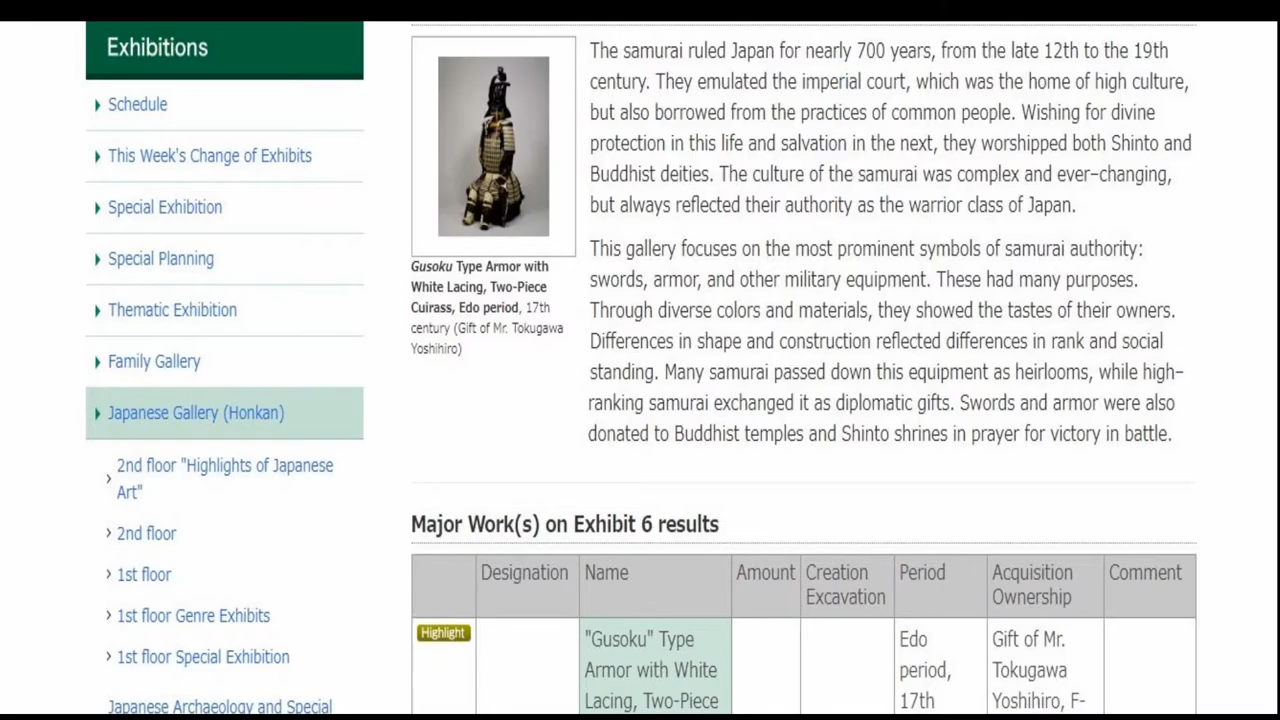 Exhibitions
Schedule
This Week's Change of Exhibits
Special Exhibition
Special Planning
Thematic Exhibition
Family Gallery
Japanese Gallery (Honkan)
2nd floor "Highlights of Japanese
Art"
2nd floor
1st floor
1st floor Genre Exhibits
1st floor Special Exhibition
Japanese Archaeology and Special
Gusoku Type Armor with
White Lacing, Two-Piece
Cuirass, Edo period, 17th
century (Gift of Mr. Tokugawa
Yoshihiro)
The samurai ruled Japan for nearly 700 years, from the late 12th to the 19th
century. They emulated the imperial court, which was the home of high culture,
but also borrowed from the practices of common people. Wishing for divine
protection in this life and salvation in the next, they worshipped both Shinto and
Buddhist deities. The culture of the samurai was complex and ever-changing,
but always reflected their authority as the warrior class of Japan.
This gallery focuses on the most prominent symbols of samurai authority:
swords, armor, and other military equipment. These had many purposes.
Through diverse colors and materials, they showed the tastes of their owners.
Differences in shape and construction reflected differences in rank and social
standing. Many samurai passed down this equipment as heirlooms, while high-
ranking samurai exchanged it as diplomatic gifts. Swords and armor were also
donated to Buddhist temples and Shinto shrines in prayer for victory in battle.
Major Work(s) on Exhibit 6 results
Designation Name Amount Creation Excavation Period Acquisition Ownership Comment
Highlight
"Gusoku" Type
Armor with White
Lacing, Two-Piece
Edo
period,
17th
Gift of Mr.
Tokugawa
Yoshihiro, F-